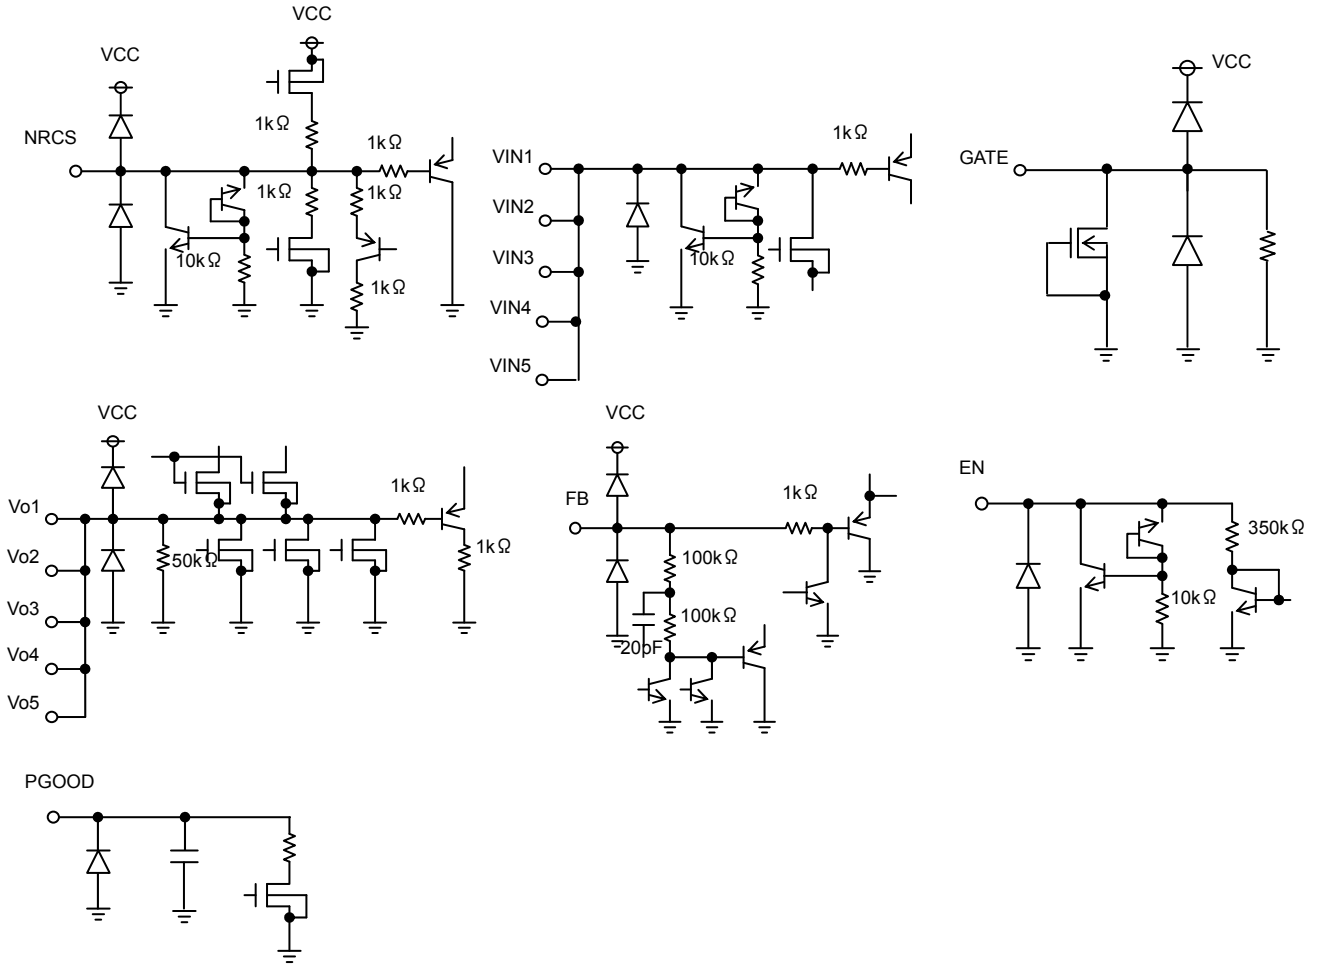 VCC
VCC
NRCS
1kΩ
1kΩ
1kΩ
1kΩ
10kΩ
1kΩ
VIN1
1kΩ
VIN2
VIN3
10kΩ
VIN4
VIN5
VCC
GATE
VCC
Vo1
1kΩ
Vo2
50kΩ
1kΩ
Vo3
Vo4
Vo5
VCC
FB
1kΩ
100kΩ
100kΩ
20pF
EN
350kΩ
10kΩ
PGOOD